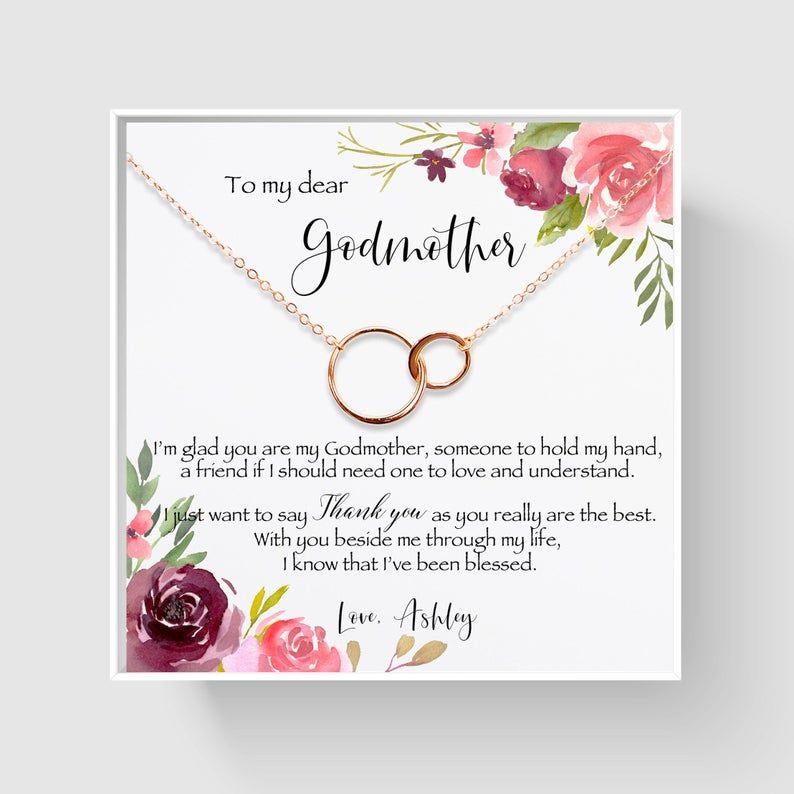 To my dear
Godmother
I'm glad you are my Godmother, someone to hold my hand,
a friend if I should need one to love and understand.
I just want to say Thank you as you really are the best.
With you beside me through my life,
I know that I've been blessed.
Love, Ashley